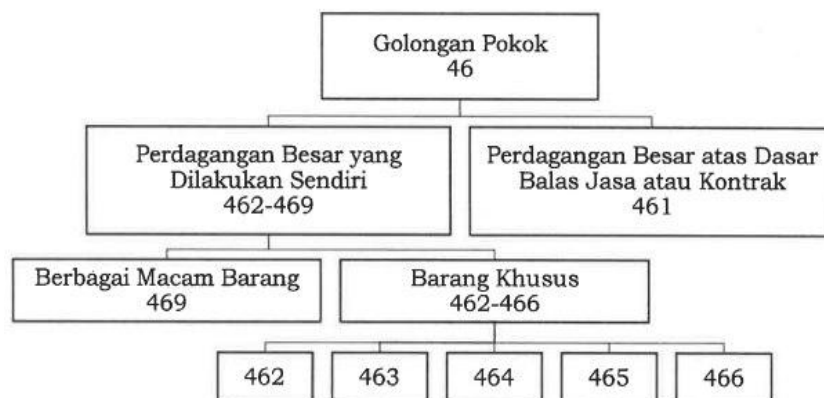 Golongan Pokok
46
Perdagangan Besar yang
Dilakukan Sendiri
462-469
Perdagangan Besar atas Dasar
Balas Jasa atau Kontrak
461
Berbagai Macam Barang
469
Barang Khusus
462-466
462
463
464
465
466